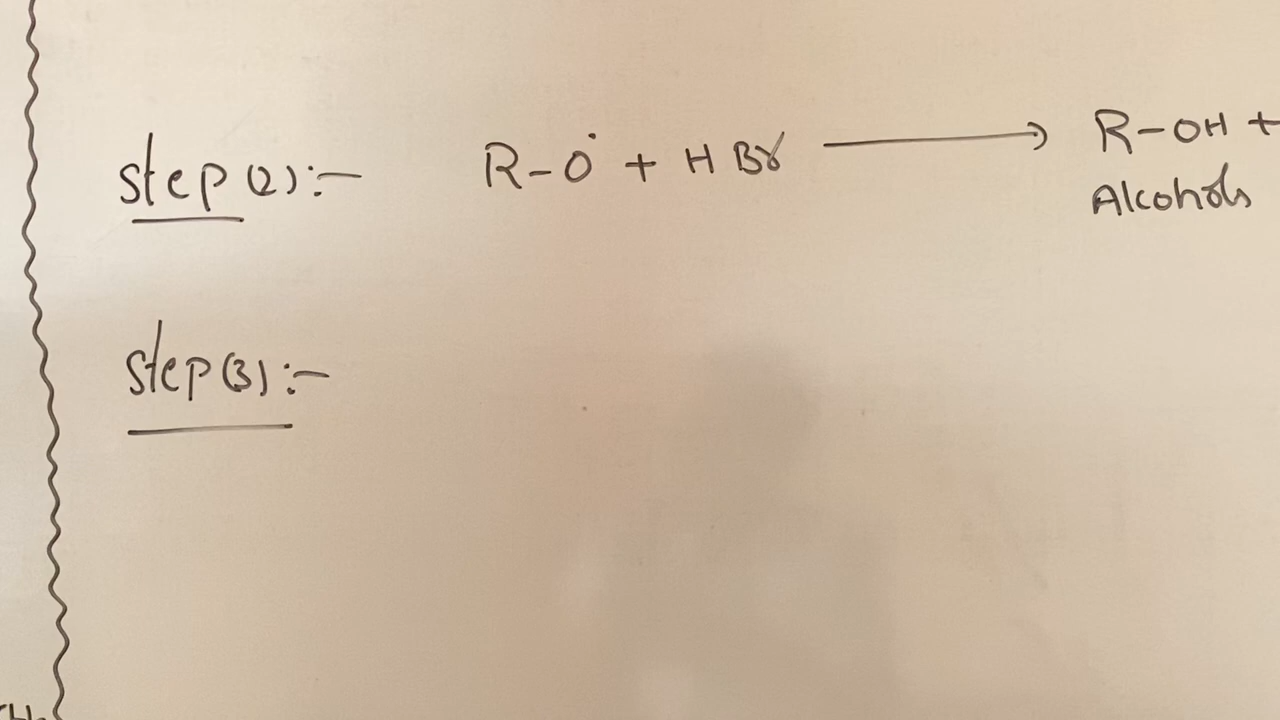 step (2):- R-O˙ + HBr ⟶ R-OH +
Alcohols
step (3):-